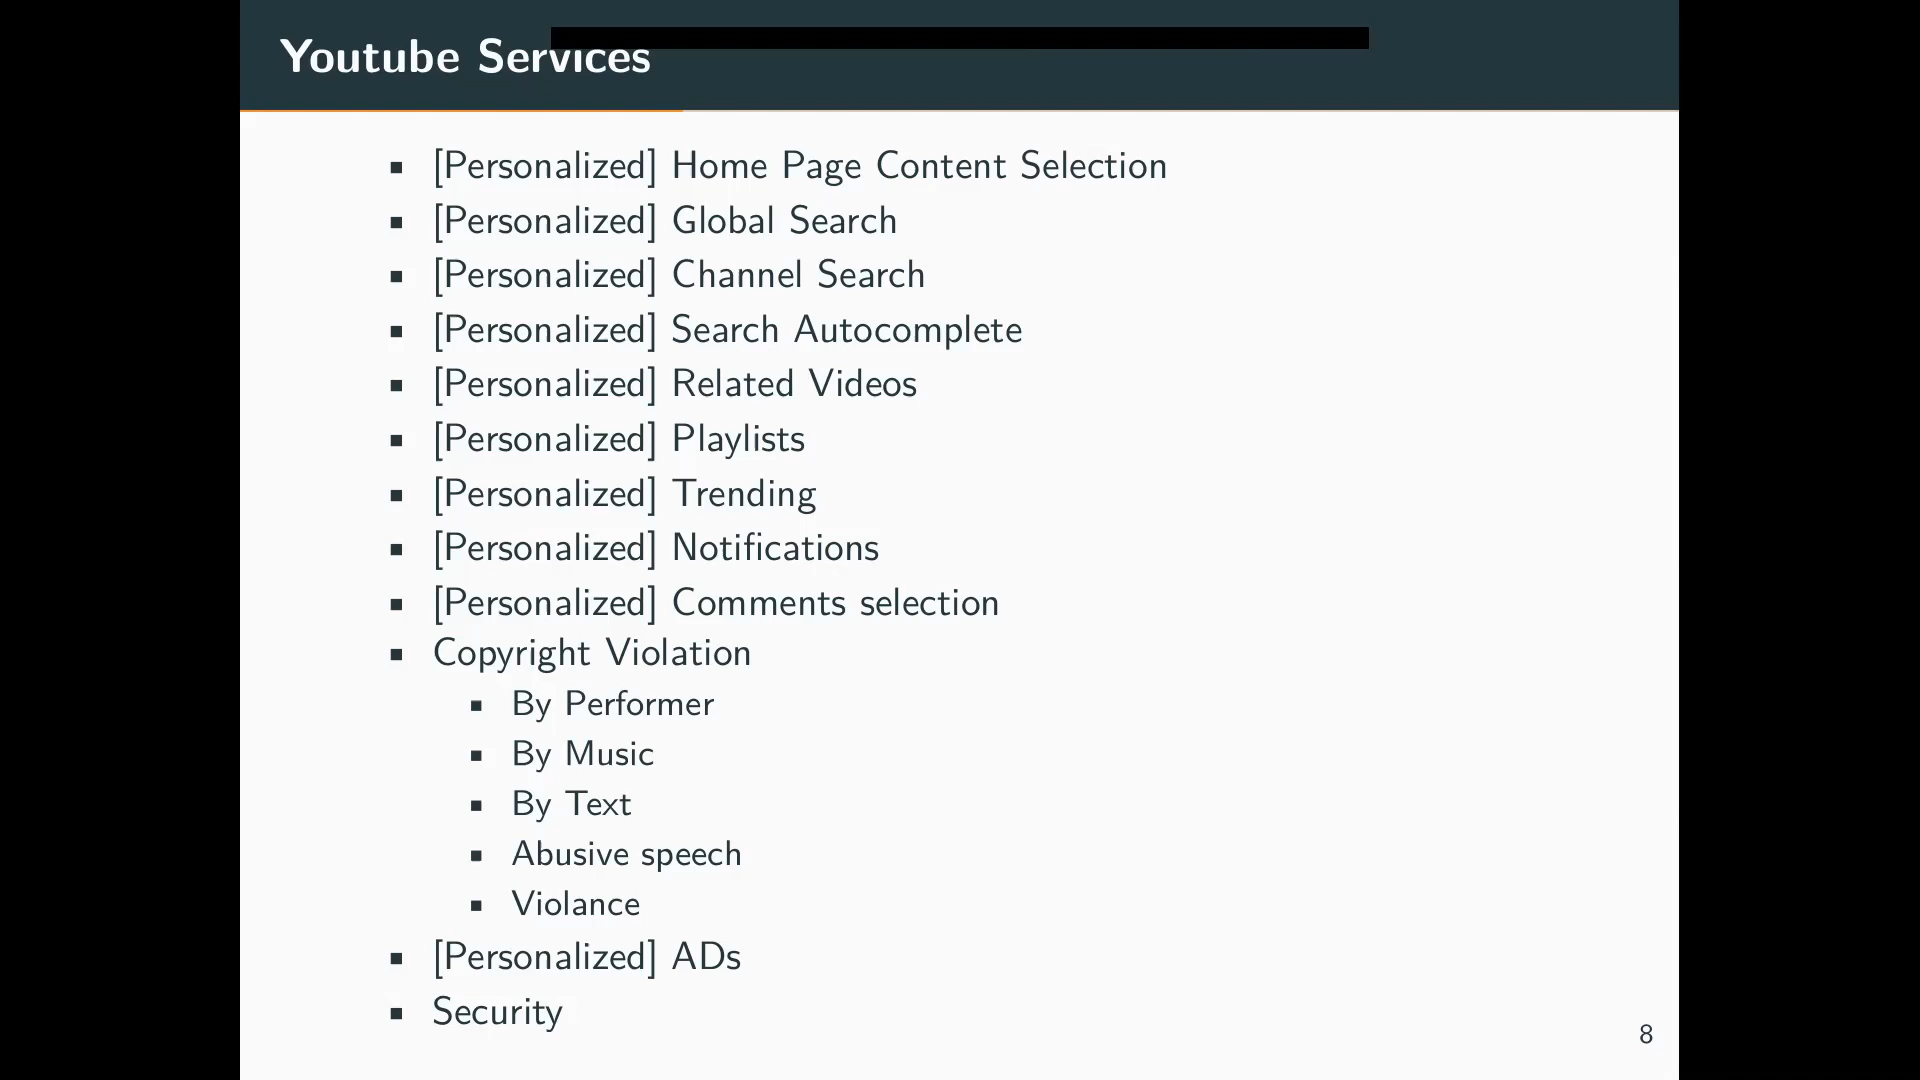 Youtube Services
▪ [Personalized] Home Page Content Selection
▪ [Personalized] Global Search
▪ [Personalized] Channel Search
▪ [Personalized] Search Autocomplete
▪ [Personalized] Related Videos
▪ [Personalized] Playlists
▪ [Personalized] Trending
▪ [Personalized] Notifications
▪ [Personalized] Comments selection
▪ Copyright Violation
▪ By Performer
▪ By Music
▪ By Text
▪ Abusive speech
▪ Violance
▪ [Personalized] ADs
▪ Security
8